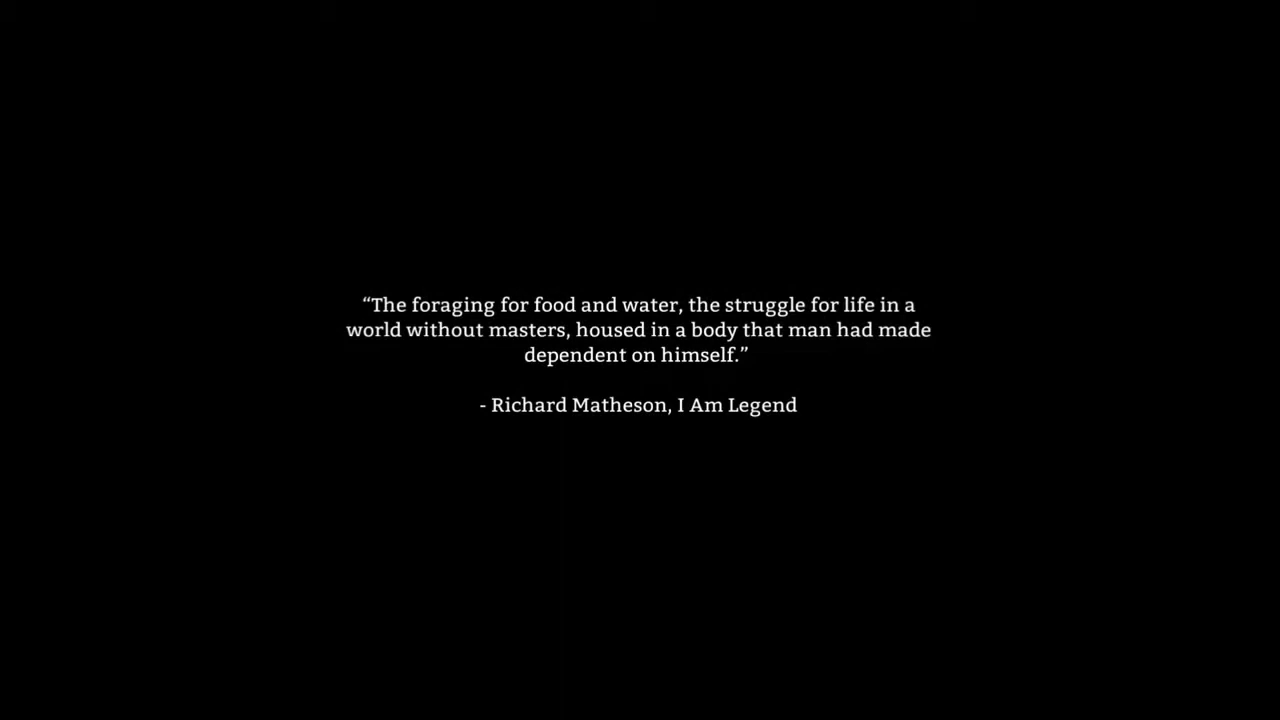 “The foraging for food and water, the struggle for life in a
world without masters, housed in a body that man had made
dependent on himself.”
- Richard Matheson, I Am Legend